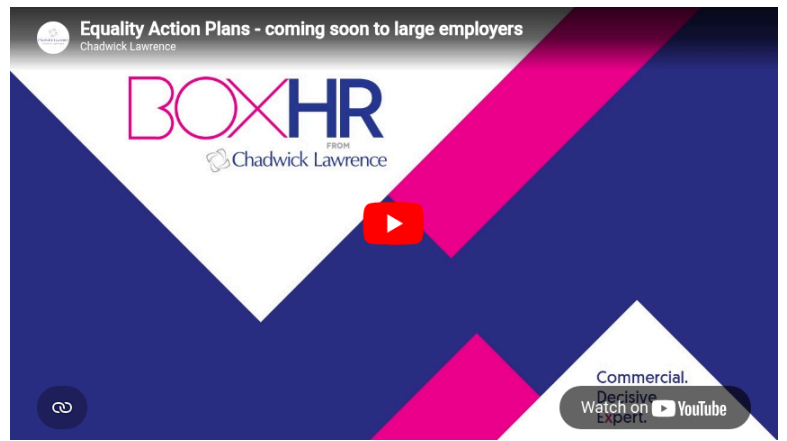 Equality Action Plans - coming soon to large employers
Chadwick Lawrence
BOXHR
FROM
Chadwick Lawrence
Commercial.
Decisive.
Expert.
Watch on YouTube